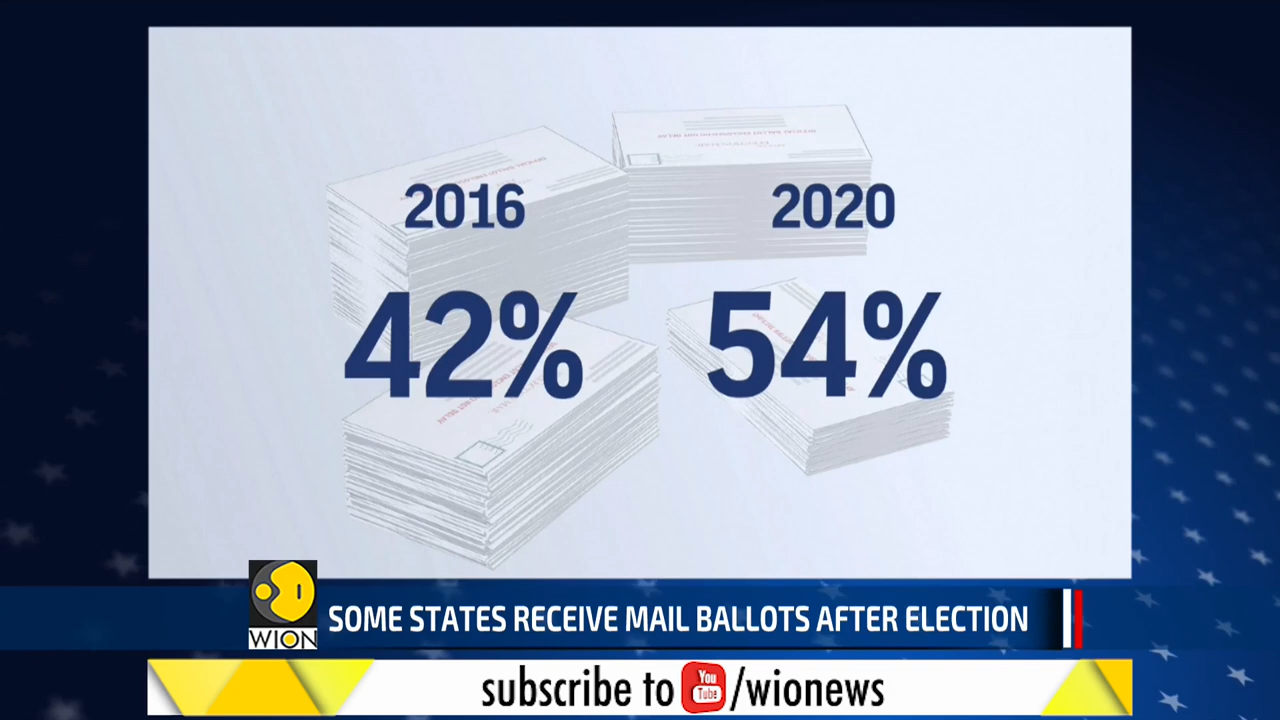 2016
2020
42%
54%
WION
SOME STATES RECEIVE MAIL BALLOTS AFTER ELECTION
subscribe to You Tube /wionews